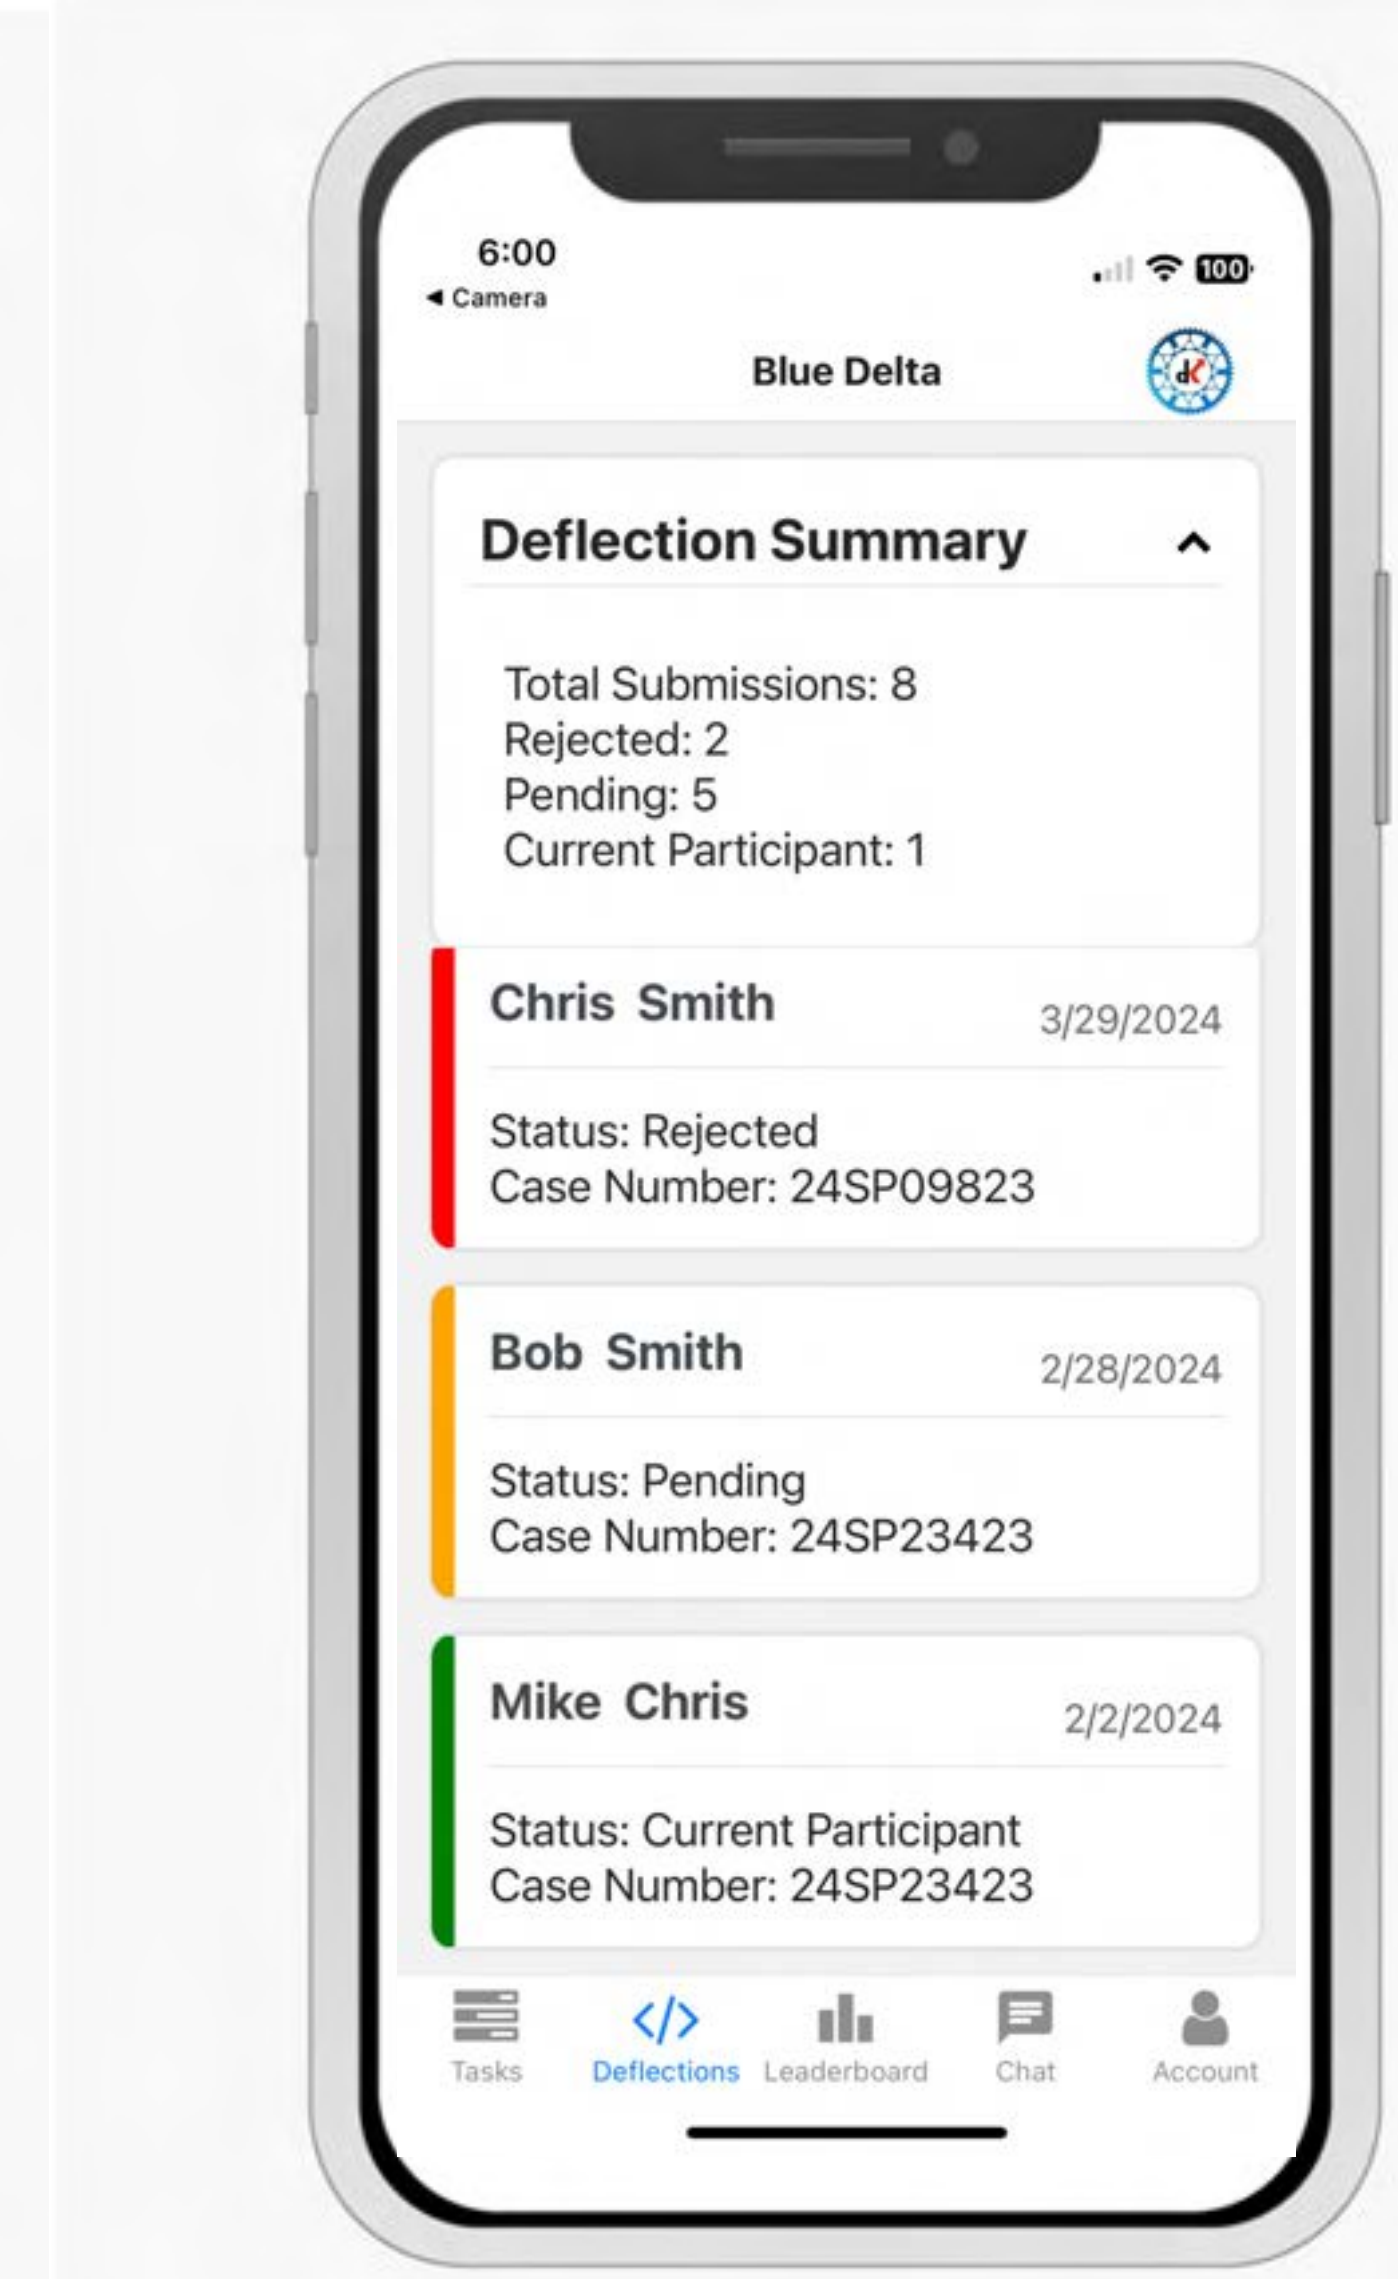 6:00
100
◀ Camera
Blue Delta
dK
Deflection Summary
Total Submissions: 8
Rejected: 2
Pending: 5
Current Participant: 1
Chris Smith
3/29/2024
Status: Rejected
Case Number: 24SP09823
Bob Smith
2/28/2024
Status: Pending
Case Number: 24SP23423
Mike Chris
2/2/2024
Status: Current Participant
Case Number: 24SP23423
Tasks
Deflections
Leaderboard
Chat
Account